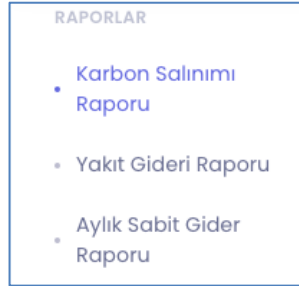 RAPORLAR
Karbon Salınımı
Raporu
Yakıt Gideri Raporu
Aylık Sabit Gider
Raporu